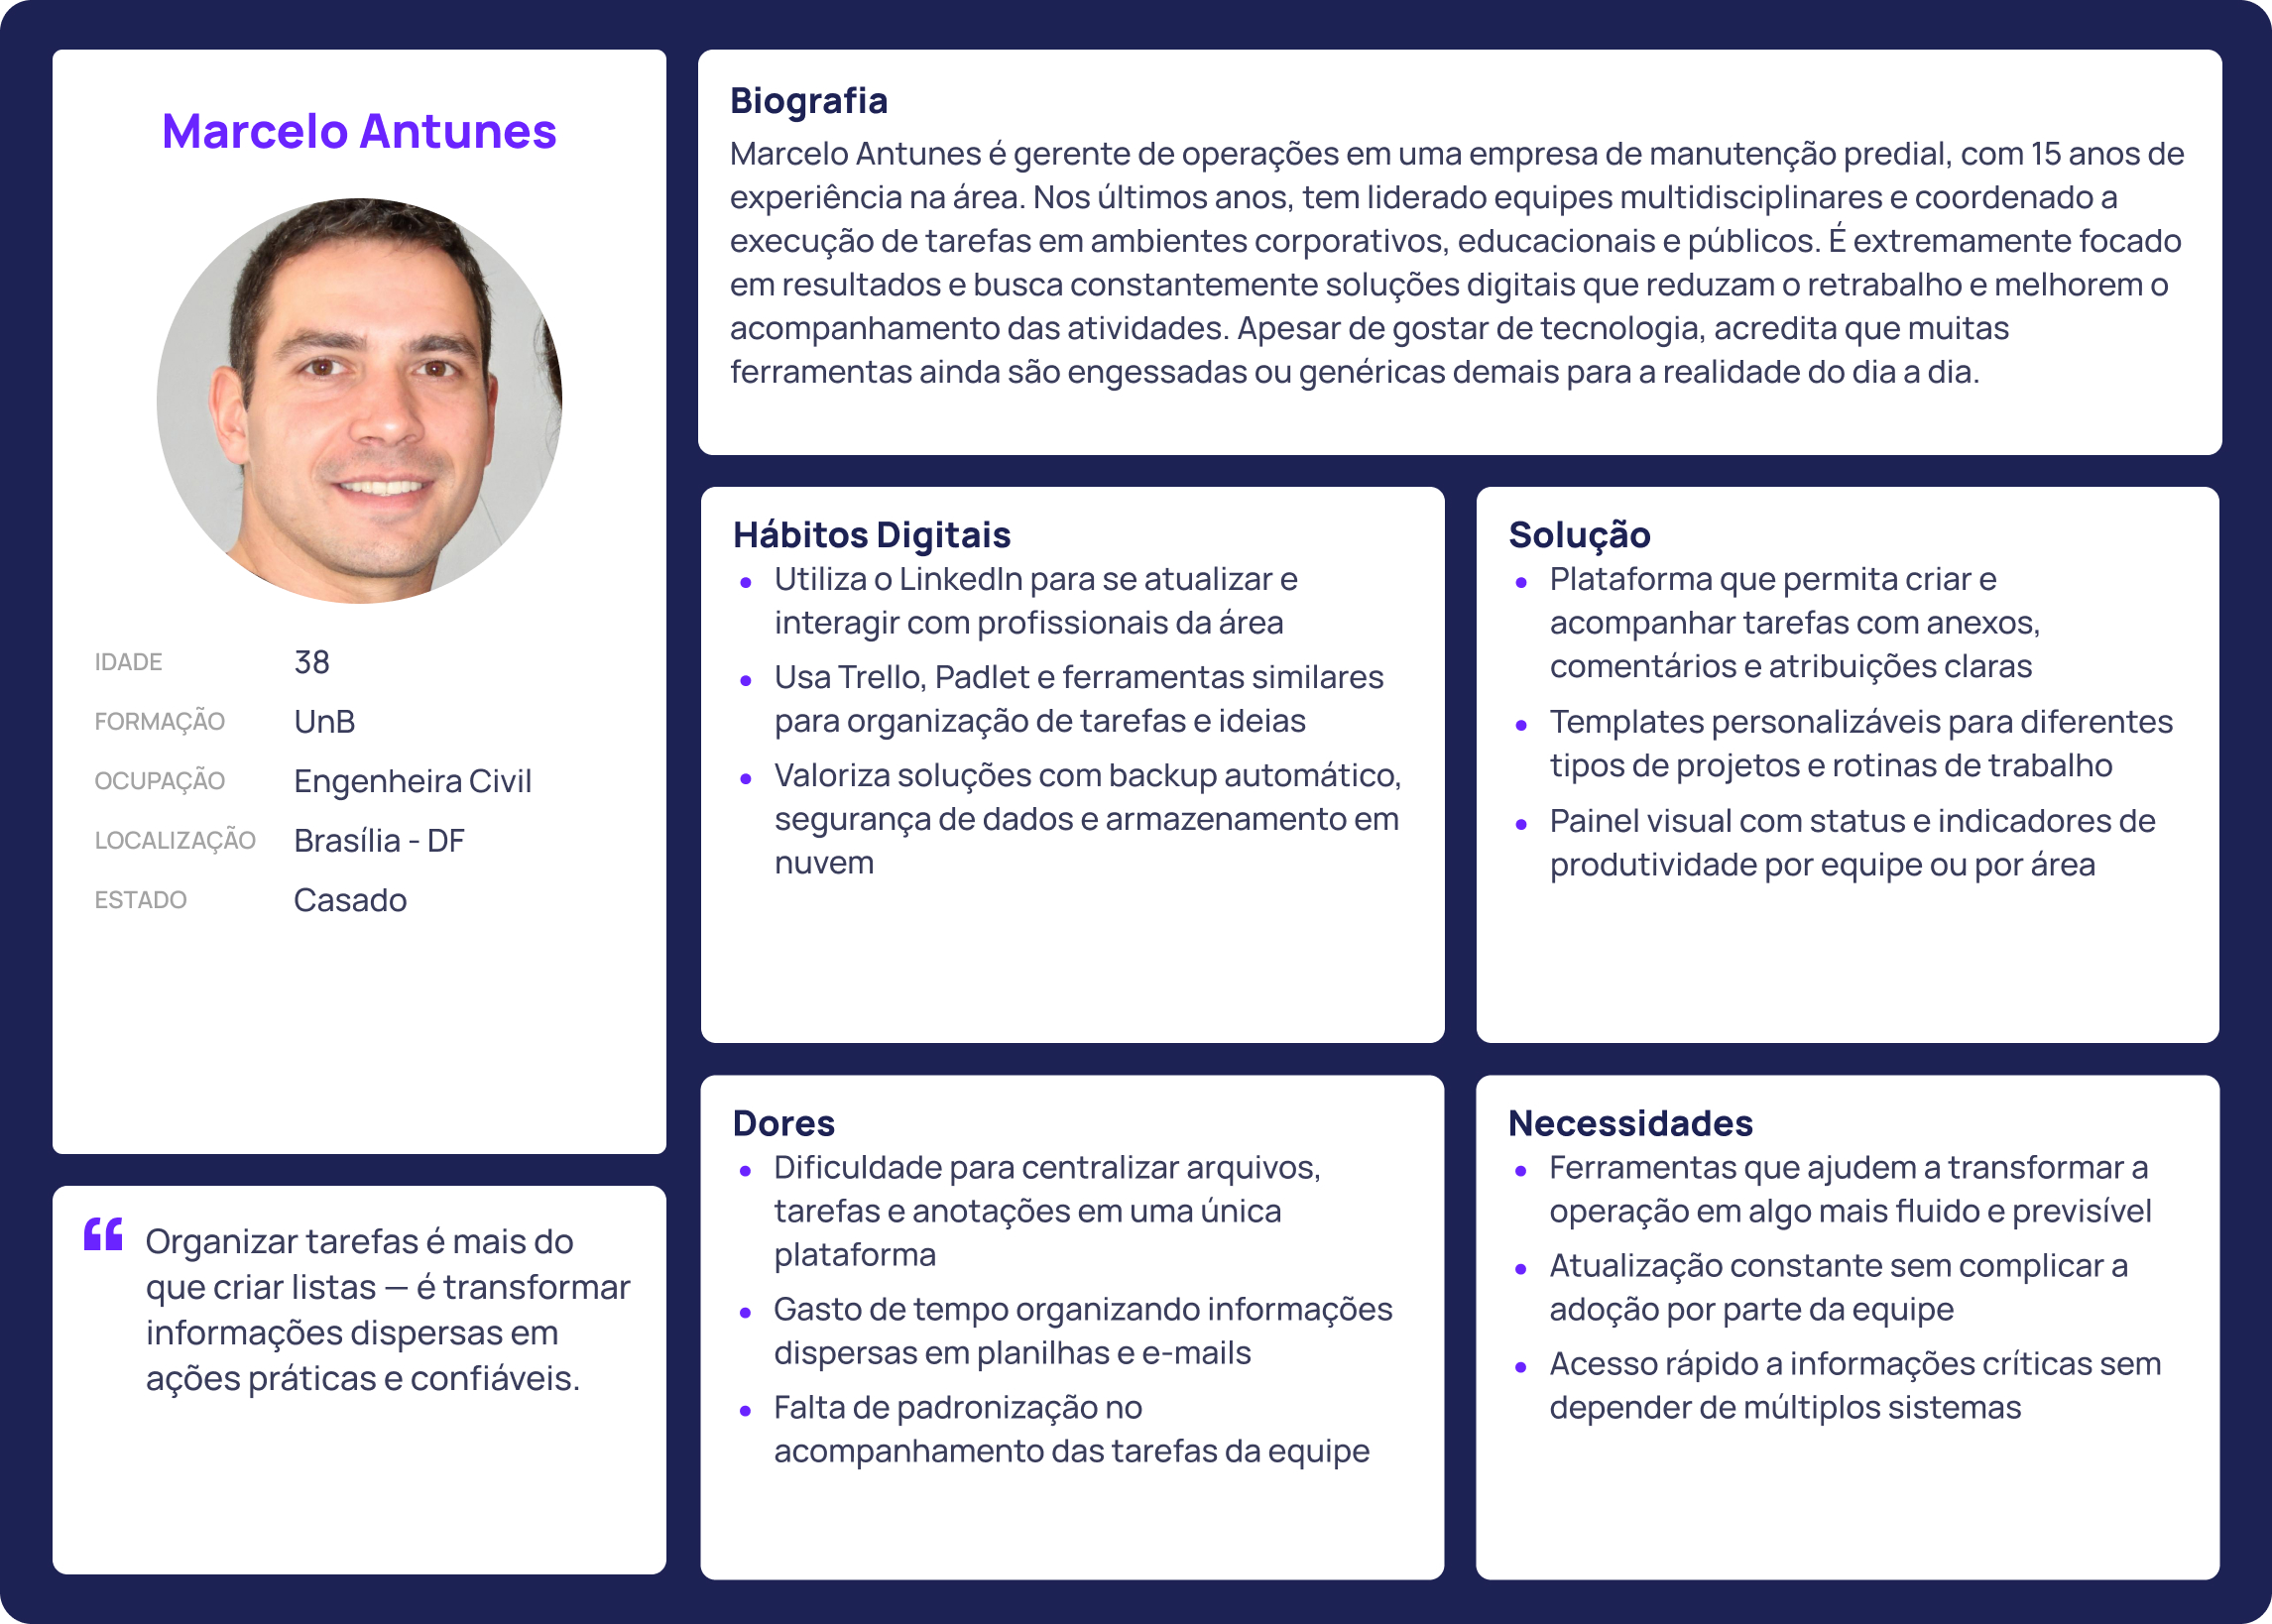 Marcelo Antunes
IDADE 38
FORMAÇÃO UnB
OCUPAÇÃO Engenheira Civil
LOCALIZAÇÃO Brasília - DF
ESTADO Casado
“ Organizar tarefas é mais do
que criar listas — é transformar
informações dispersas em
ações práticas e confiáveis.
Biografia
Marcelo Antunes é gerente de operações em uma empresa de manutenção predial, com 15 anos de
experiência na área. Nos últimos anos, tem liderado equipes multidisciplinares e coordenado a
execução de tarefas em ambientes corporativos, educacionais e públicos. É extremamente focado
em resultados e busca constantemente soluções digitais que reduzam o retrabalho e melhorem o
acompanhamento das atividades. Apesar de gostar de tecnologia, acredita que muitas
ferramentas ainda são engessadas ou genéricas demais para a realidade do dia a dia.
Hábitos Digitais
• Utiliza o LinkedIn para se atualizar e
interagir com profissionais da área
• Usa Trello, Padlet e ferramentas similares
para organização de tarefas e ideias
• Valoriza soluções com backup automático,
segurança de dados e armazenamento em
nuvem
Solução
• Plataforma que permita criar e
acompanhar tarefas com anexos,
comentários e atribuições claras
• Templates personalizáveis para diferentes
tipos de projetos e rotinas de trabalho
• Painel visual com status e indicadores de
produtividade por equipe ou por área
Dores
• Dificuldade para centralizar arquivos,
tarefas e anotações em uma única
plataforma
• Gasto de tempo organizando informações
dispersas em planilhas e e-mails
• Falta de padronização no
acompanhamento das tarefas da equipe
Necessidades
• Ferramentas que ajudem a transformar a
operação em algo mais fluido e previsível
• Atualização constante sem complicar a
adoção por parte da equipe
• Acesso rápido a informações críticas sem
depender de múltiplos sistemas